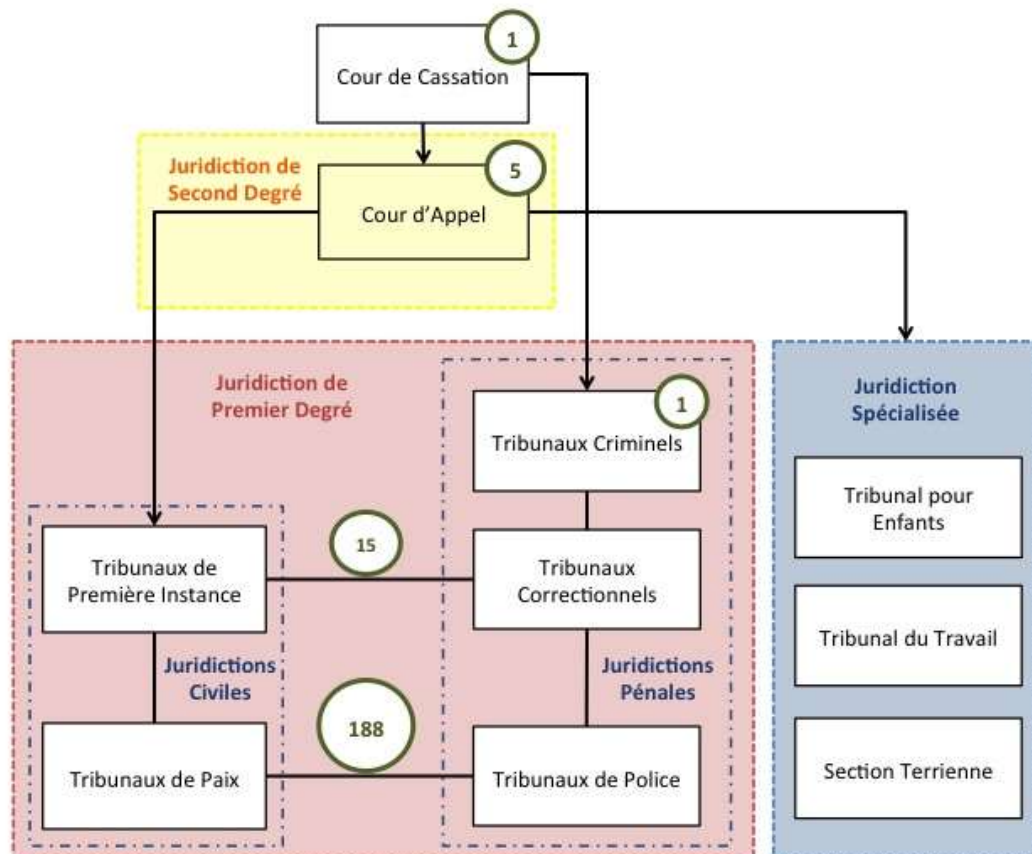 1
Cour de Cassation
Juridiction de
Second Degré
5
Cour d'Appel
Juridiction de
Premier Degré
1
Tribunaux Criminels
Juridiction
Spécialisée
Tribunal pour
Enfants
Tribunaux de
Première Instance
15
Tribunaux
Correctionnels
Tribunal du Travail
Juridictions
Civiles
Juridictions
Pénales
Tribunaux de Paix
188
Tribunaux de Police
Section Terrienne